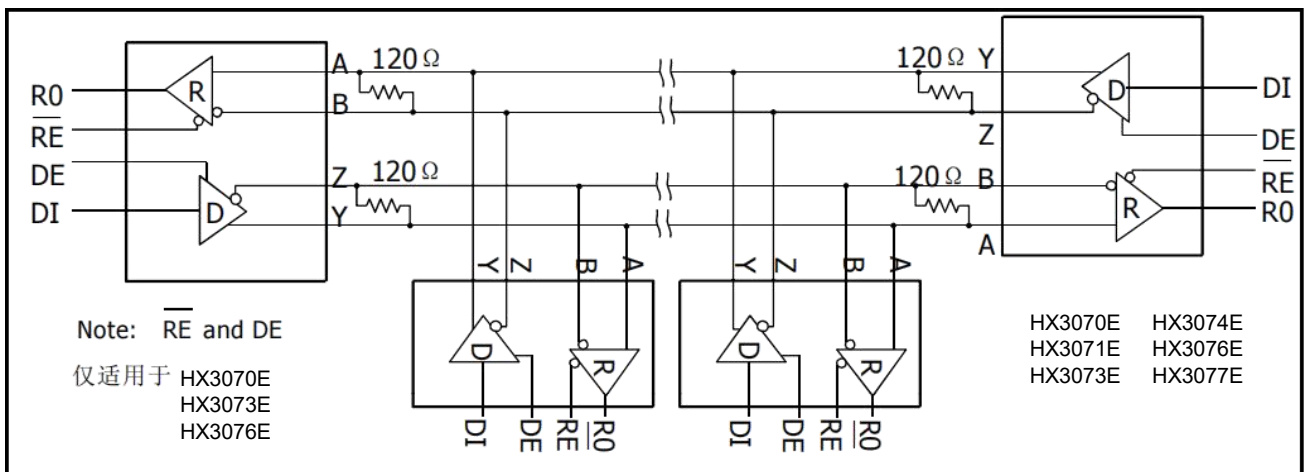 120Ω
120Ω
A
Y
R0
R
B
D
DI
RE
Z
DE
DE
Z
120Ω
120Ω
B
RE
DI
D
Y
R
R0
A
Y
Z
B
A
Y
Z
B
A
Note: RE and DE
仅适用于 HX3070E
HX3073E
HX3076E
D
R
D
R
HX3070E HX3074E
HX3071E HX3076E
HX3073E HX3077E
DI
DE
RE
R0
DI
DE
RE
R0